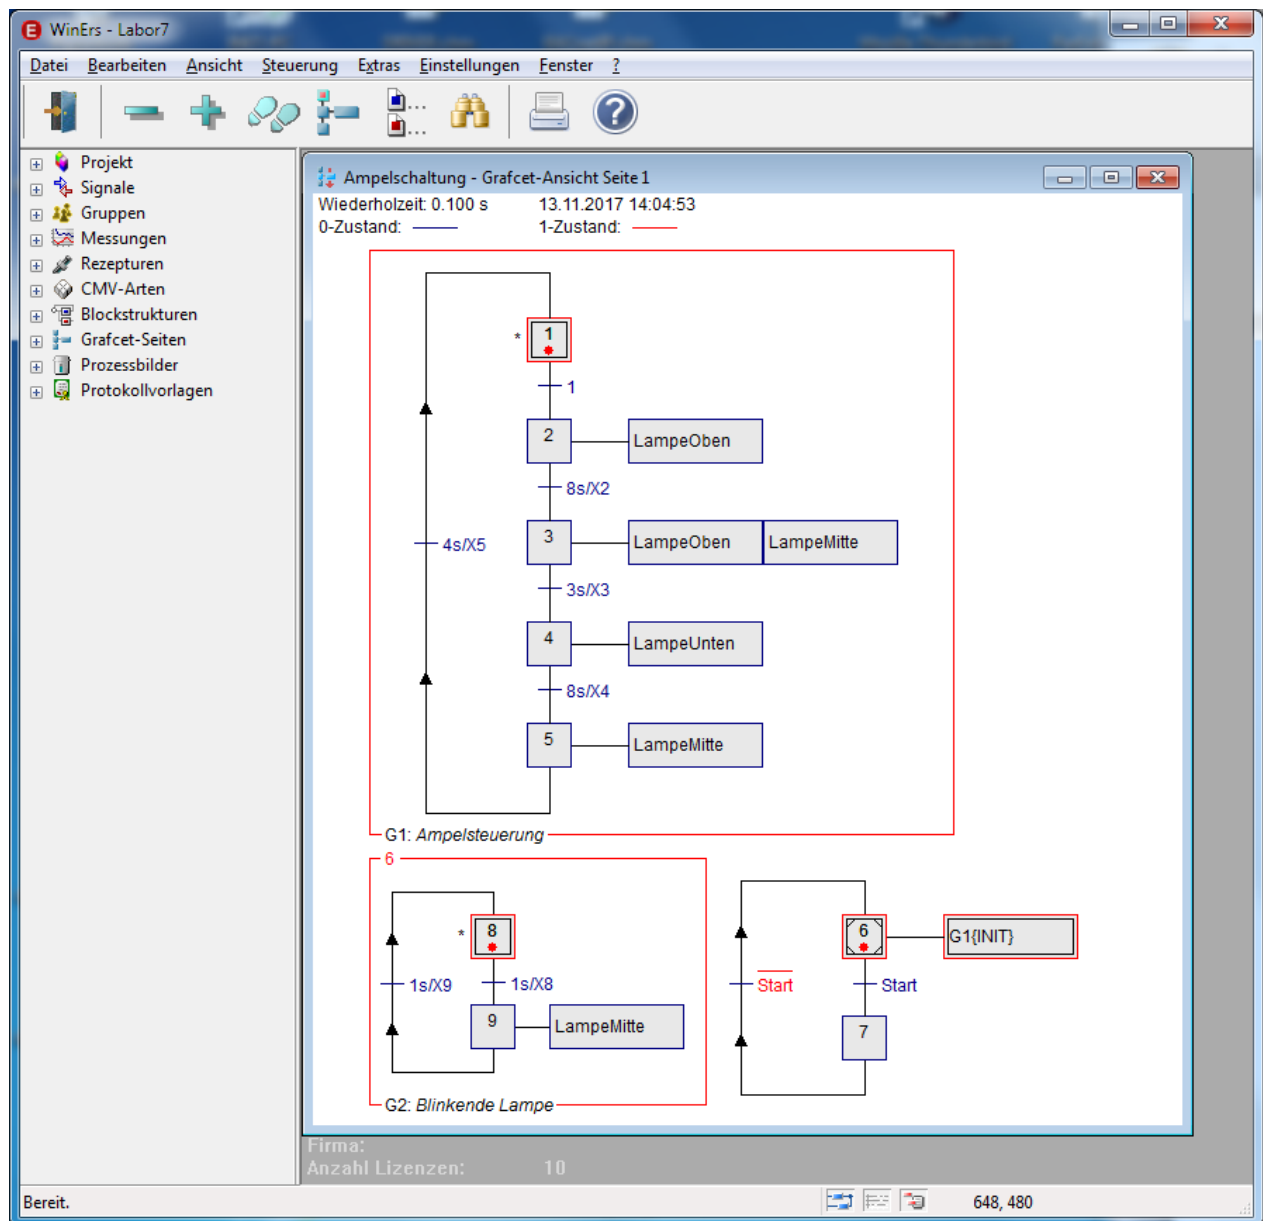 WinErs - Labor7
Datei Bearbeiten Ansicht Steuerung Extras Einstellungen Fenster ?
Projekt
Signale
Gruppen
Messungen
Rezepturen
CMV-Arten
Blockstrukturen
Grafcet-Seiten
Prozessbilder
Protokollvorlagen
Ampelschaltung - Grafcet-Ansicht Seite 1
Wiederholzeit: 0.100 s 13.11.2017 14:04:53
0-Zustand: 1-Zustand:
* 1
1
2 LampeOben
8s/X2
3 LampeOben LampeMitte
4s/X5
3s/X3
4 LampeUnten
8s/X4
5 LampeMitte
G1: Ampelsteuerung
6
* 8
1s/X9 1s/X8
9 LampeMitte
G2: Blinkende Lampe
6 G1{INIT}
Start Start
7
Firma:
Anzahl Lizenzen: 10
Bereit.
648, 480